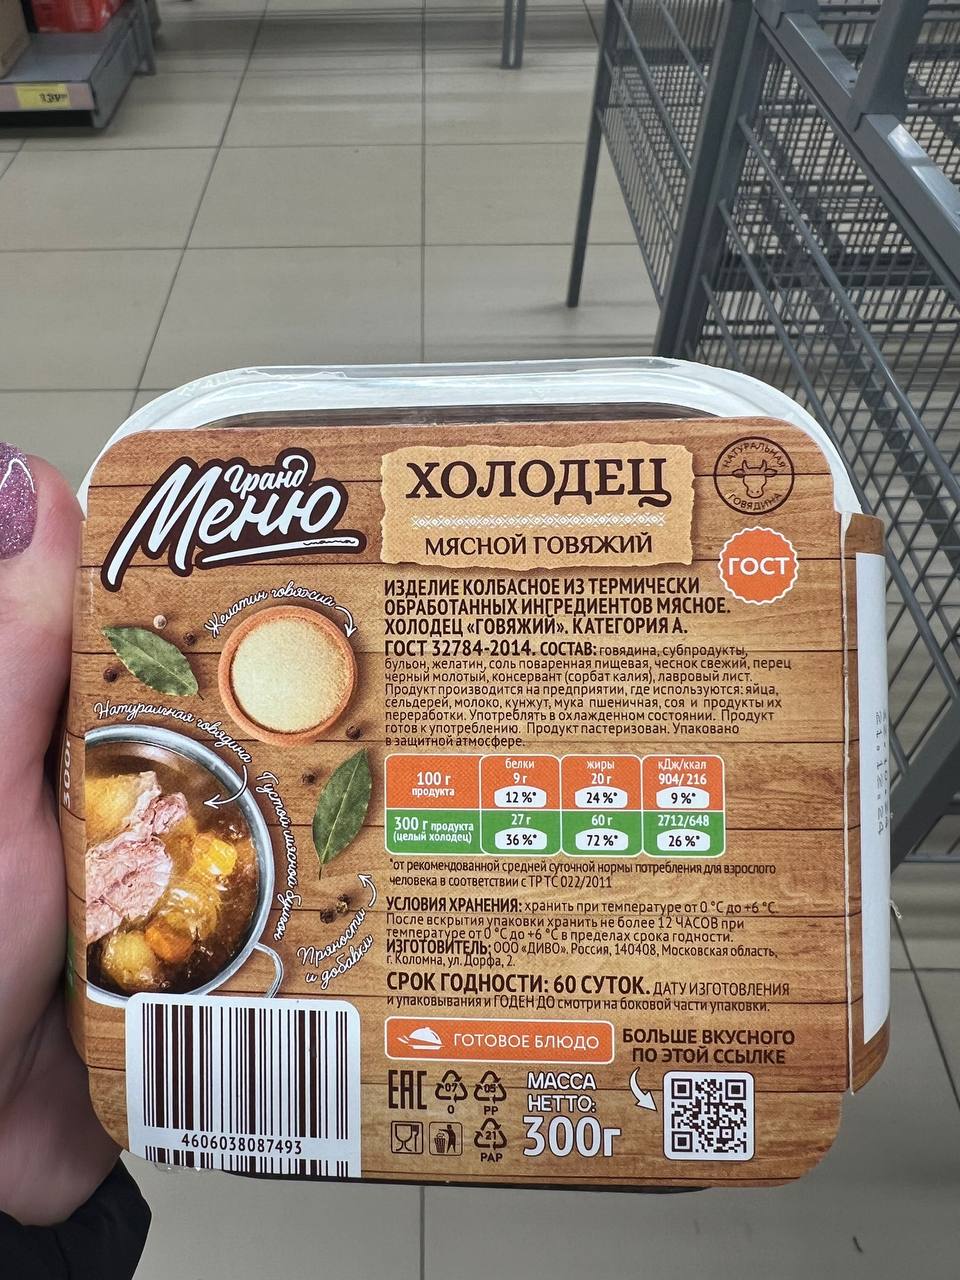 Гранд
Меню
ХОЛОДЕЦ
МЯСНОЙ ГОВЯЖИЙ
НАТУРАЛЬНАЯ
ГОВЯДИНА
ГОСТ
Желатин говяжий
Натуральная говядина
Густой мясной бульон
Пряности
и добавки
ИЗДЕЛИЕ КОЛБАСНОЕ ИЗ ТЕРМИЧЕСКИ
ОБРАБОТАННЫХ ИНГРЕДИЕНТОВ МЯСНОЕ.
ХОЛОДЕЦ «ГОВЯЖИЙ». КАТЕГОРИЯ А.
ГОСТ 32784-2014. СОСТАВ: говядина, субпродукты,
бульон, желатин, соль поваренная пищевая, чеснок свежий, перец
черный молотый, консервант (сорбат калия), лавровый лист.
Продукт производится на предприятии, где используются: яйца,
сельдерей, молоко, кунжут, мука пшеничная, соя и продукты их
переработки. Употреблять в охлажденном состоянии. Продукт
готов к употреблению. Продукт пастеризован. Упаковано
в защитной атмосфере.
100 г
продукта
белки
9 г
12 %*
жиры
20 г
24 %*
кДж/ккал
904/ 216
9 %*
300 г продукта
(целый холодец)
27 г
36 %*
60 г
72 %*
2712/648
26 %*
*от рекомендованной средней суточной нормы потребления для взрослого
человека в соответствии с ТР ТС 022/2011
УСЛОВИЯ ХРАНЕНИЯ: хранить при температуре от 0 °С до +6 °С.
После вскрытия упаковки хранить не более 12 ЧАСОВ при
температуре от 0 °С до +6 °С в пределах срока годности.
ИЗГОТОВИТЕЛЬ: ООО «ДИВО». Россия, 140408, Московская область,
г. Коломна, ул. Дорфа, 2.
СРОК ГОДНОСТИ: 60 СУТОК. ДАТУ ИЗГОТОВЛЕНИЯ
и упаковывания и ГОДЕН ДО смотри на боковой части упаковки.
ГОТОВОЕ БЛЮДО
БОЛЬШЕ ВКУСНОГО
ПО ЭТОЙ ССЫЛКЕ
EAC
07
O
05
PP
21
PAP
МАССА
НЕТТО:
300г
4606038087493